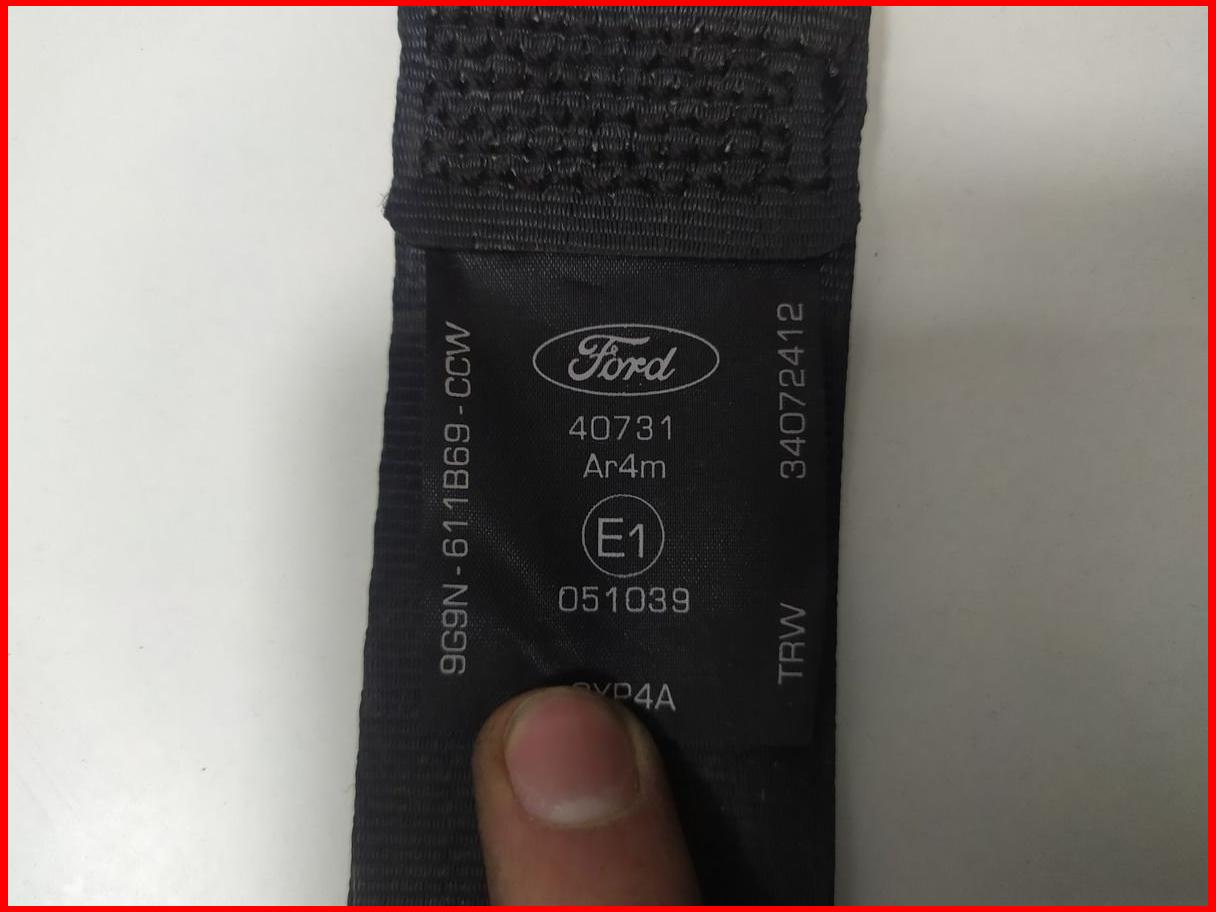 Ford
40731
Ar4m
E1
051039
9G9N-611B69-CCW
34072412
TRW